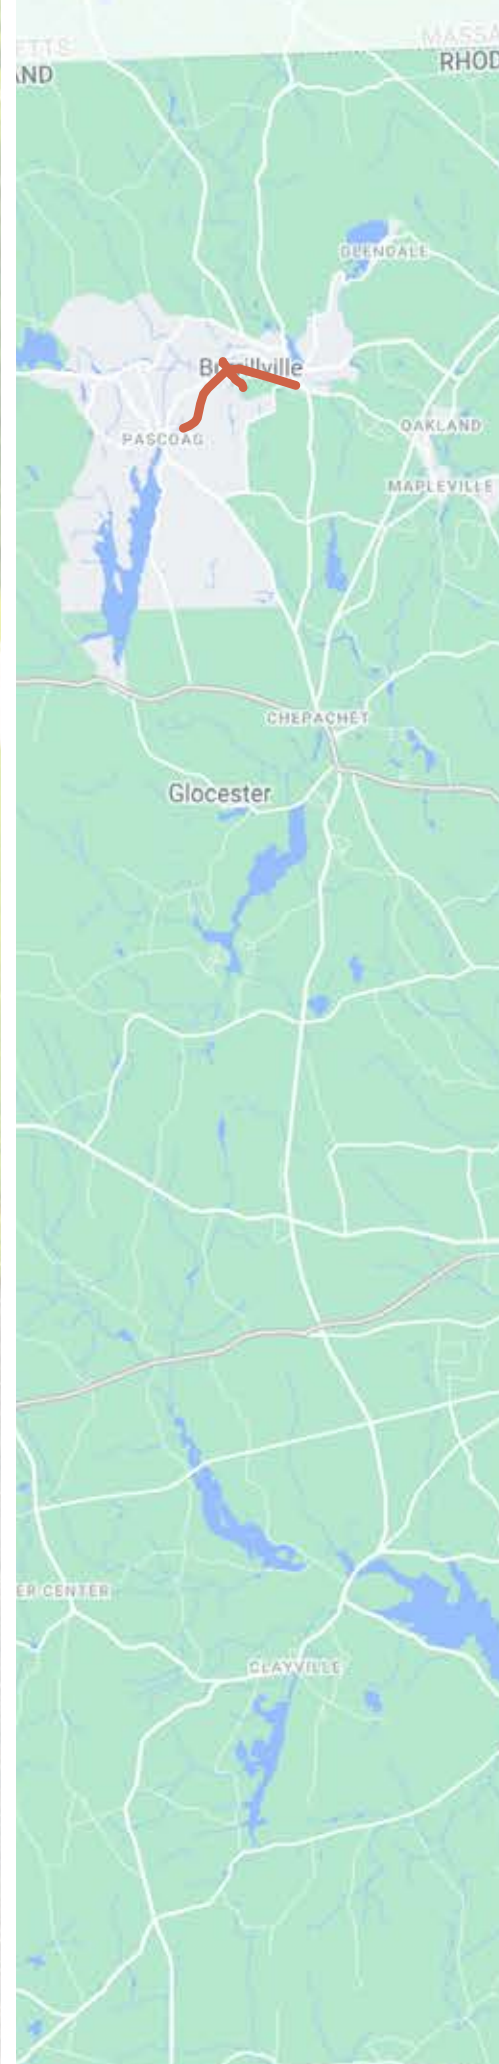 ETTS
AND
MASSA
RHOD
GLENDALE
Burrillville
PASCOAG
OAKLAND
MAPLEVILLE
CHEPACHET
Glocester
ER CENTER
CLAYVILLE